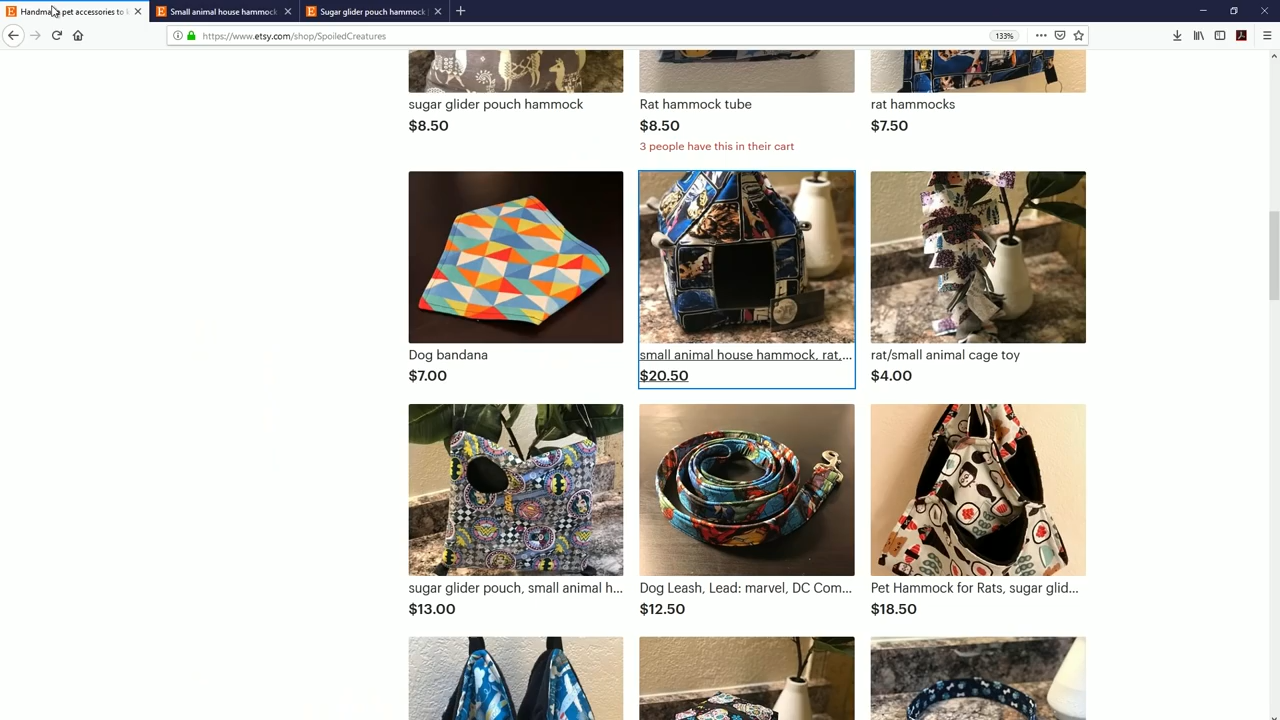 Handma
s pet accessories to
Small animal house hammock
Sugar glider pouch hammock
https://www.etsy.com/shop/SpoiledCreatures
133%
sugar glider pouch hammock
Rat hammock tube
rat hammocks
$8.50
$8.50
$7.50
3 people have this in their cart
Dog bandana
small animal house hammock, rat,...
rat/small animal cage toy
$7.00
$20.50
$4.00
sugar glider pouch, small animal h...
Dog Leash, Lead: marvel, DC Com...
Pet Hammock for Rats, sugar glid...
$13.00
$12.50
$18.50